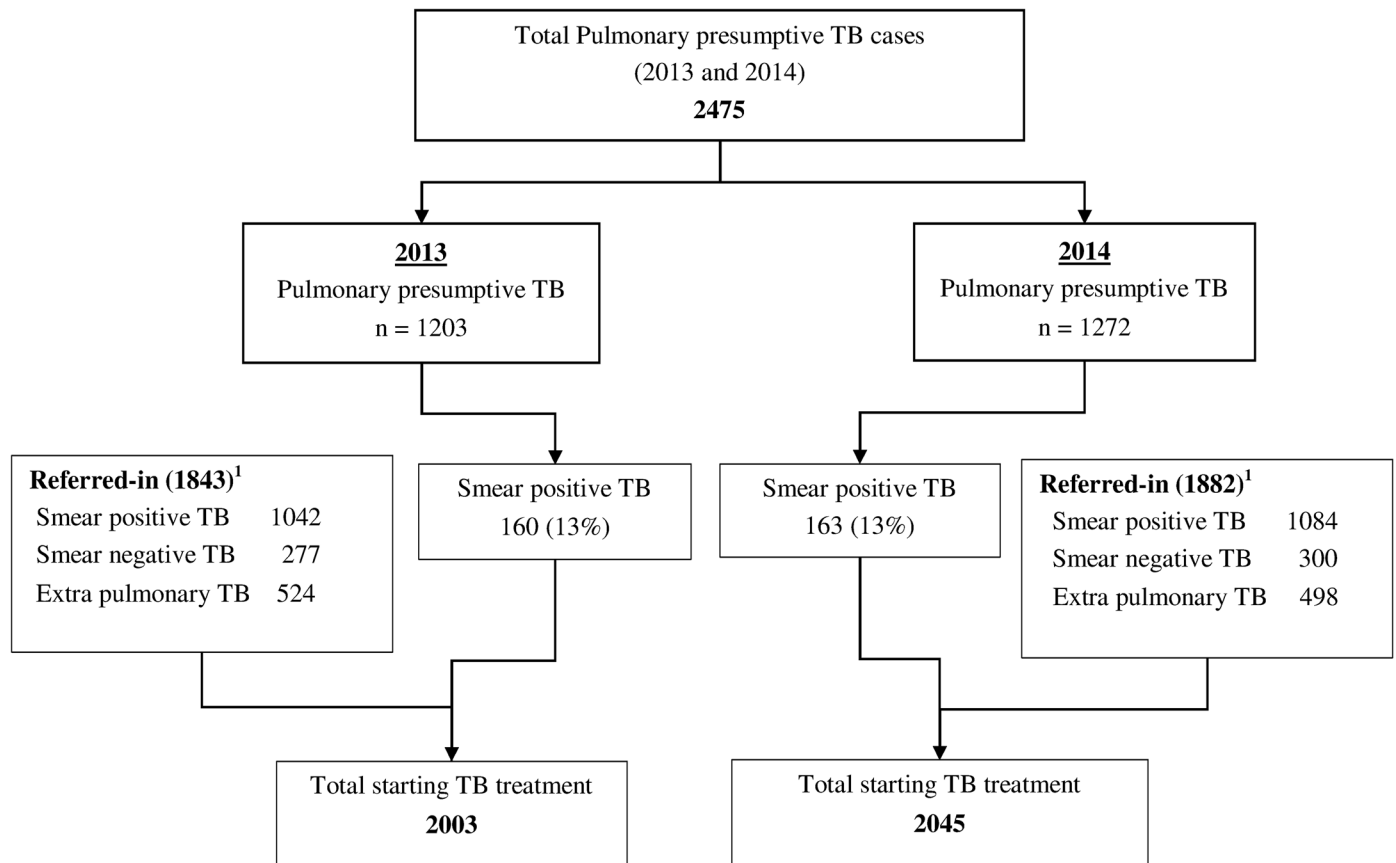 Total Pulmonary presumptive TB cases
(2013 and 2014)
2475
2013
Pulmonary presumptive TB
n = 1203
2014
Pulmonary presumptive TB
n = 1272
Referred-in (1843)¹
Smear positive TB 1042
Smear negative TB 277
Extra pulmonary TB 524
Smear positive TB
160 (13%)
Smear positive TB
163 (13%)
Referred-in (1882)¹
Smear positive TB 1084
Smear negative TB 300
Extra pulmonary TB 498
Total starting TB treatment
2003
Total starting TB treatment
2045